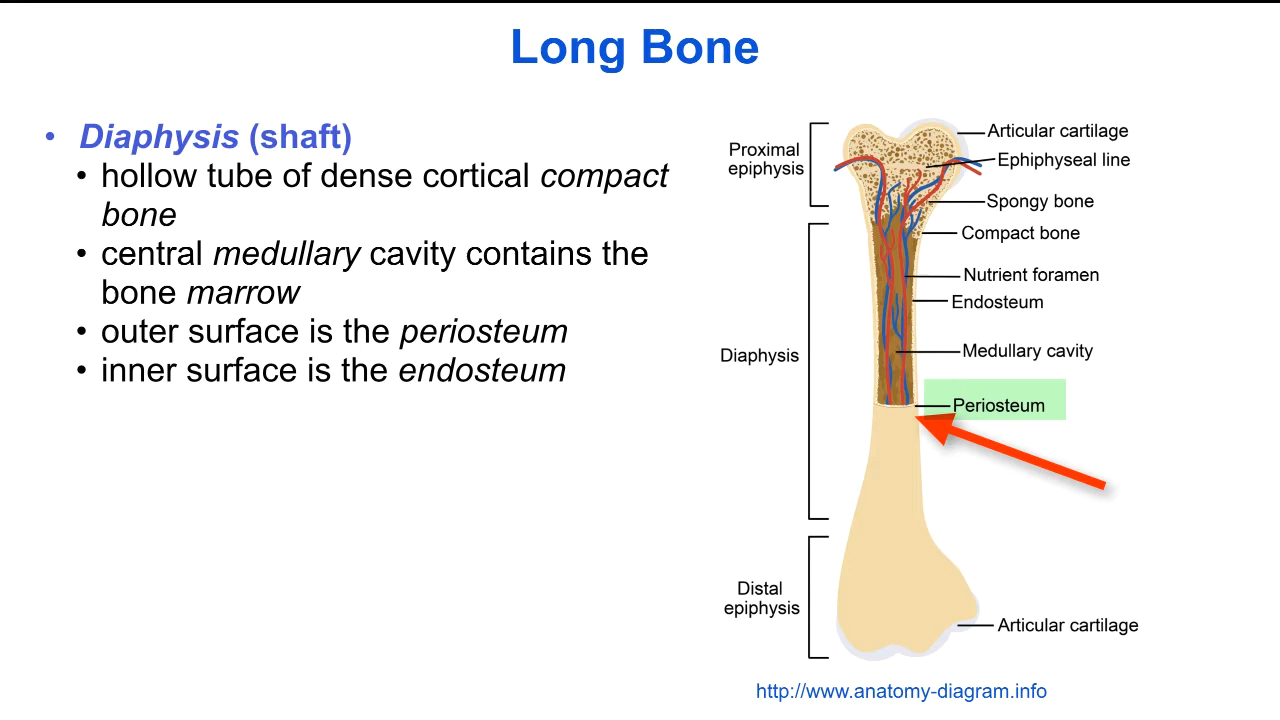 Long Bone
• Diaphysis (shaft)
• hollow tube of dense cortical compact
bone
• central medullary cavity contains the
bone marrow
• outer surface is the periosteum
• inner surface is the endosteum
Proximal
epiphysis
Diaphysis
Distal
epiphysis
Articular cartilage
Ephiphyseal line
Spongy bone
Compact bone
Nutrient foramen
Endosteum
Medullary cavity
Periosteum
Articular cartilage
http://www.anatomy-diagram.info